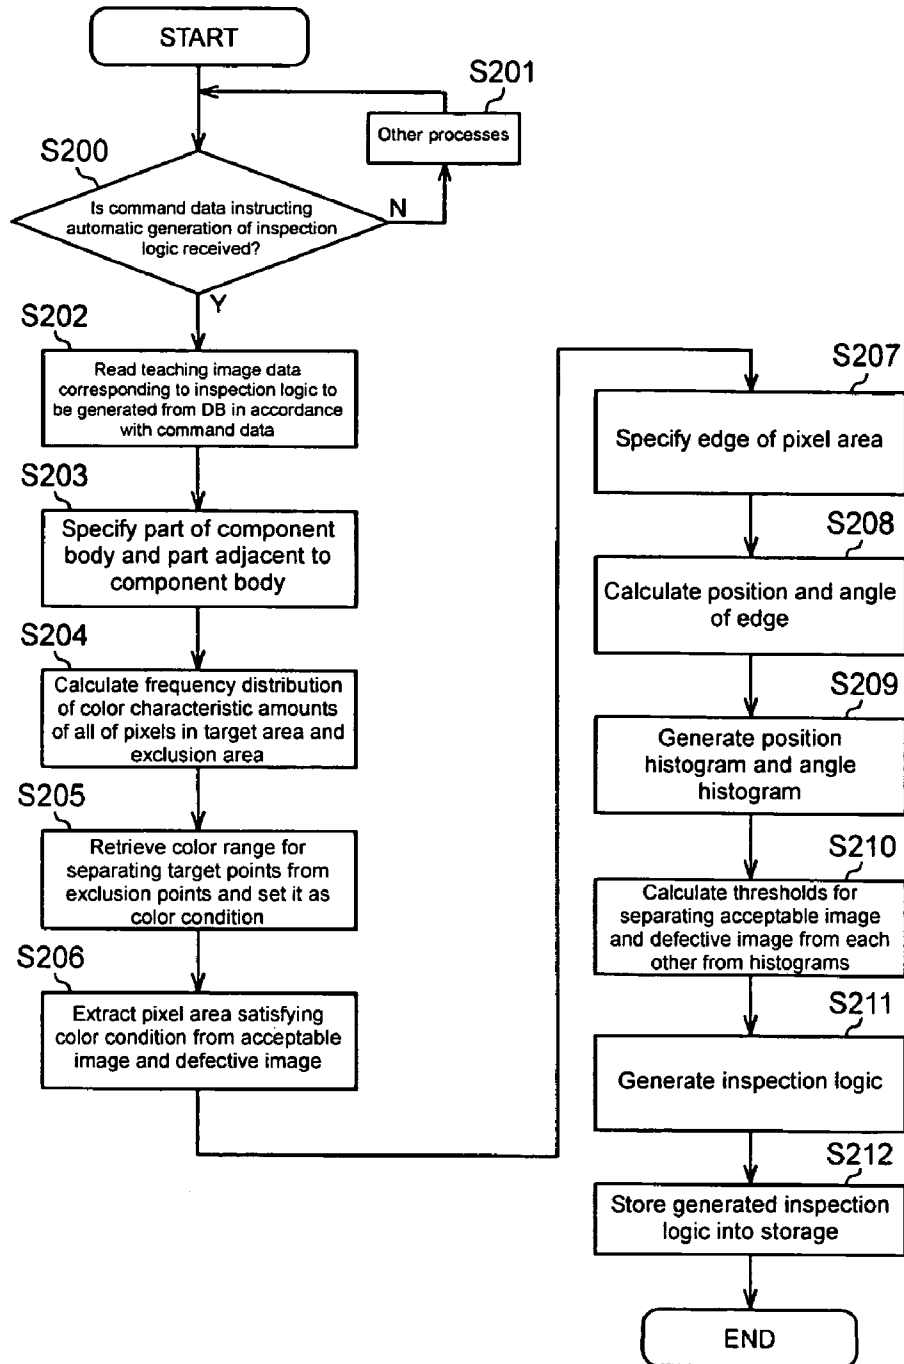 START
S201
Other processes
S200
Is command data instructing
automatic generation of inspection
logic received?
N
Y
S202
Read teaching image data
corresponding to inspection logic to
be generated from DB in accordance
with command data
S203
Specify part of component
body and part adjacent to
component body
S204
Calculate frequency distribution
of color characteristic amounts
of all of pixels in target area and
exclusion area
S205
Retrieve color range for
separating target points from
exclusion points and set it as
color condition
S206
Extract pixel area satisfying
color condition from acceptable
image and defective image
S207
Specify edge of pixel area
S208
Calculate position and angle
of edge
S209
Generate position
histogram and angle
histogram
S210
Calculate thresholds for
separating acceptable image
and defective image from each
other from histograms
S211
Generate inspection logic
S212
Store generated inspection
logic into storage
END